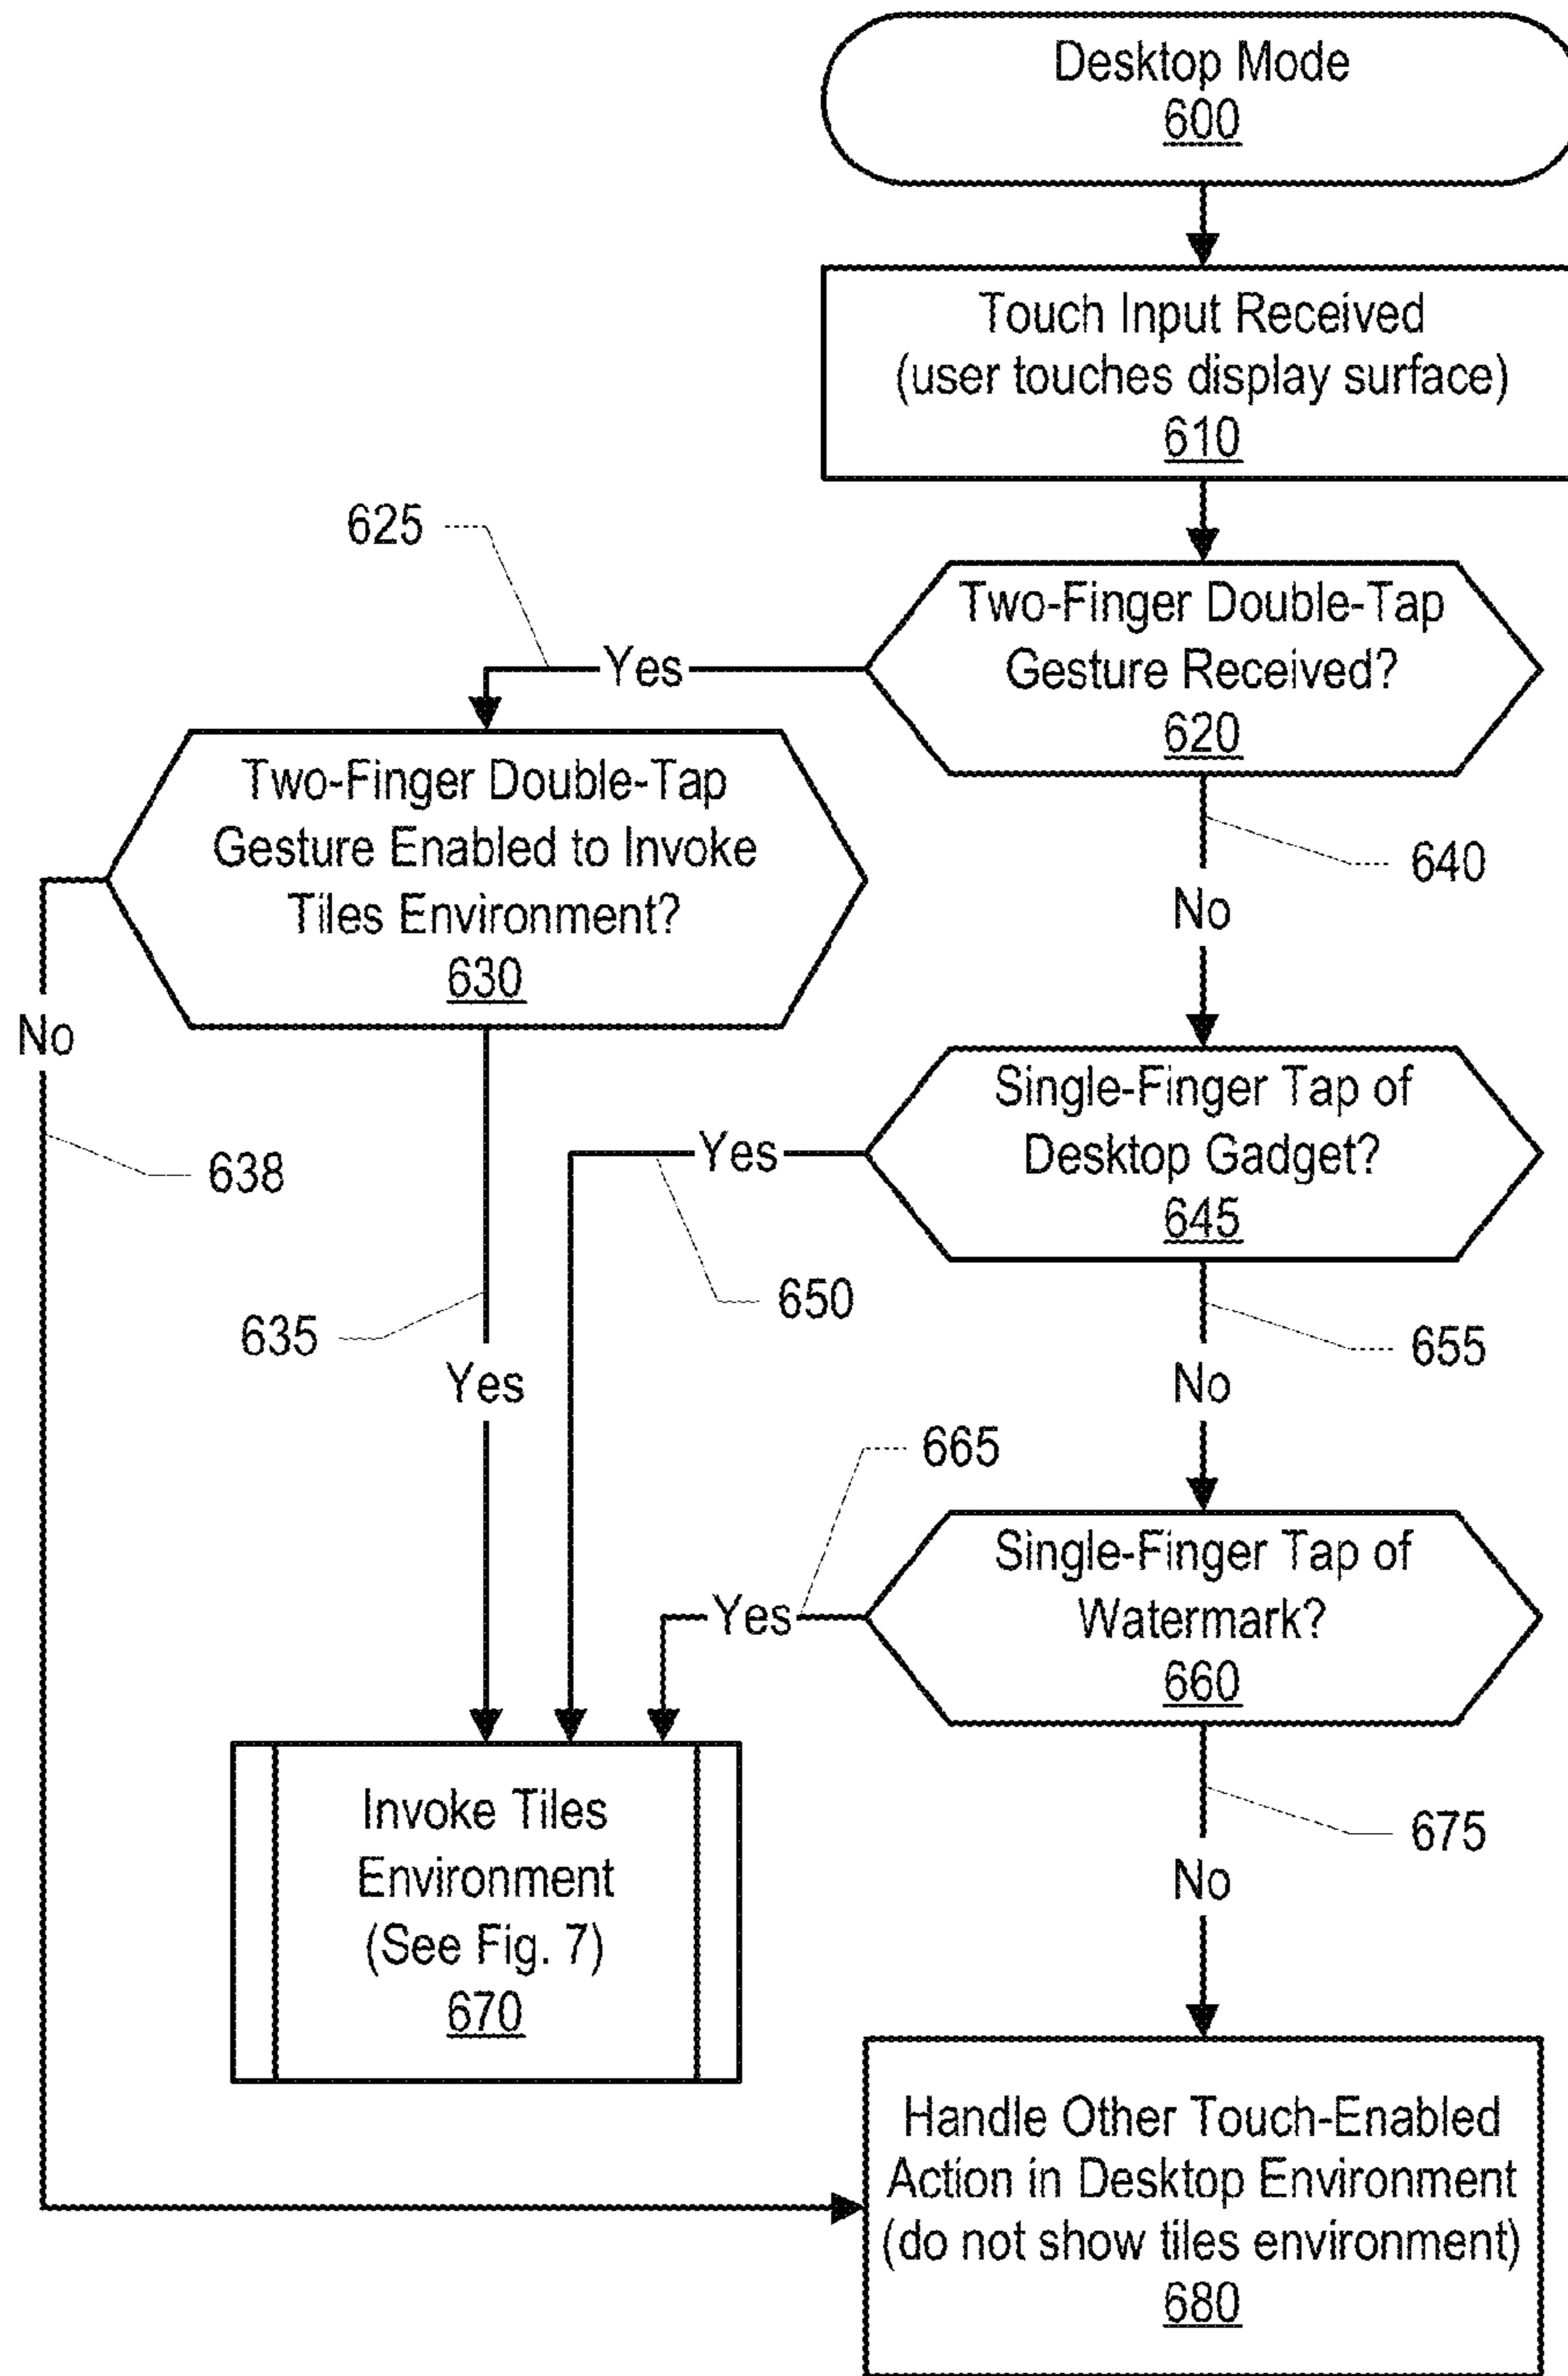 Desktop Mode
600
Touch Input Received
(user touches display surface)
610
625
Two-Finger Double-Tap
Gesture Received?
620
Yes
Two-Finger Double-Tap
Gesture Enabled to Invoke
Tiles Environment?
630
640
No
No
638
Single-Finger Tap of
Desktop Gadget?
645
Yes
650
635
Yes
655
No
665
Single-Finger Tap of
Watermark?
660
Yes
Invoke Tiles
Environment
(See Fig. 7)
670
675
No
Handle Other Touch-Enabled
Action in Desktop Environment
(do not show tiles environment)
680